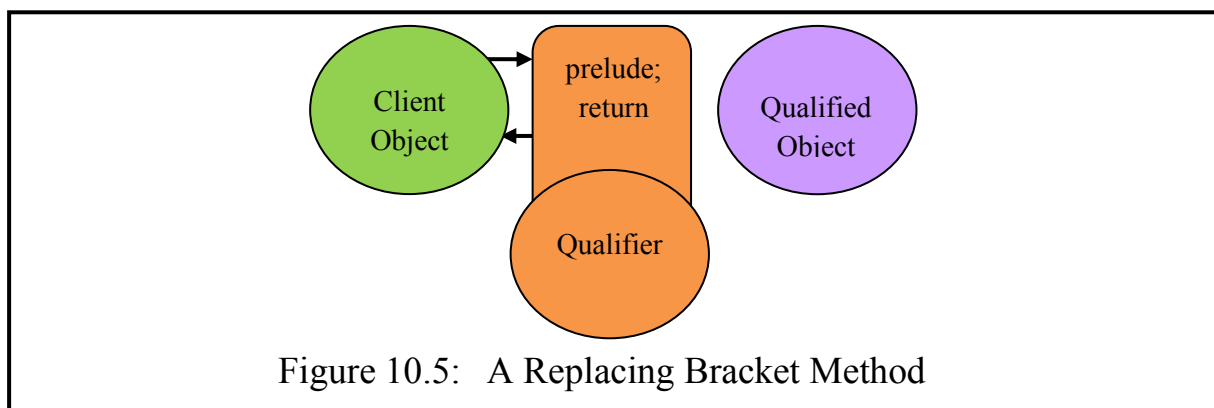 Client
Object
prelude;
return
Qualified
Object
Qualifier
Figure 10.5: A Replacing Bracket Method